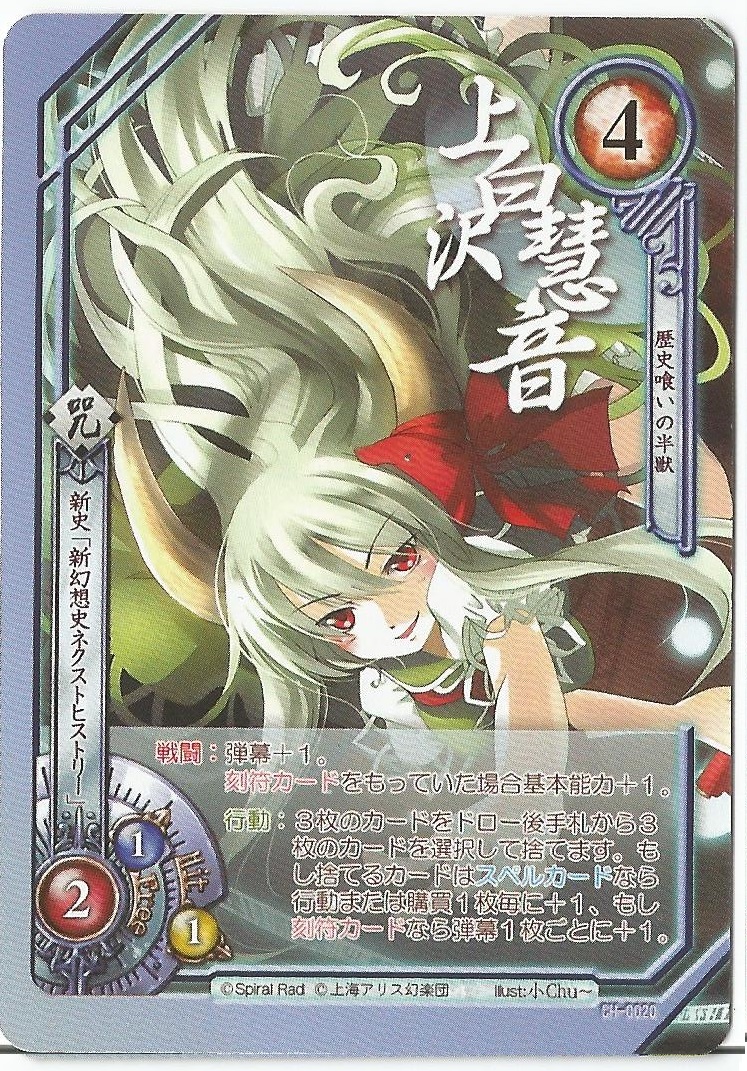 4
上白沢
慧音
歴史喰いの半獣
咒
新史「新幻想史ネクストヒストリー」
戦闘：弾幕＋１。
刻符カードをもっていた場合基本能力＋１。
行動：３枚のカードをドロー後手札から３
枚のカードを選択して捨てます。も
し捨てるカードはスペルカードなら
行動または購買１枚毎に＋１、もし
刻符カードなら弾幕１枚ごとに＋１。
1
Hit
2
Free
1
©Spiral Rad ©上海アリス幻楽団 Illust:小Chu〜
CH-0020